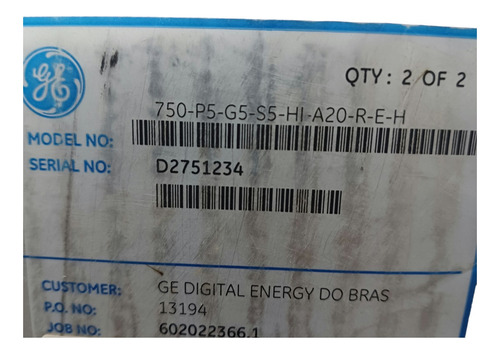 GE
QTY: 2 OF 2
750-P5-G5-S5-HI-A20-R-E-H
MODEL NO:
SERIAL NO: D2751234
CUSTOMER: GE DIGITAL ENERGY DO BRAS
P.O. NO: 13194
JOB NO: 602022366.1